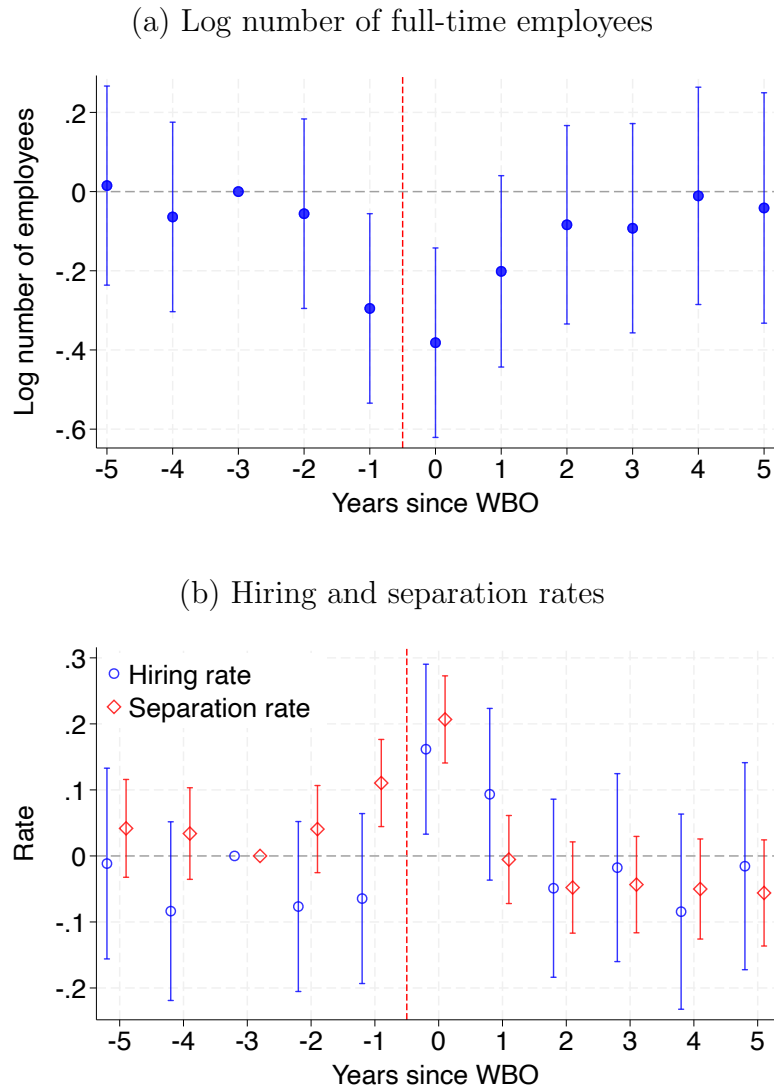 (a) Log number of full-time employees
Log number of employees
.2
0
-.2
-.4
-.6
-5 -4 -3 -2 -1 0 1 2 3 4 5
Years since WBO
(b) Hiring and separation rates
Hiring rate
Separation rate
Rate
.3
.2
.1
0
-.1
-.2
-5 -4 -3 -2 -1 0 1 2 3 4 5
Years since WBO